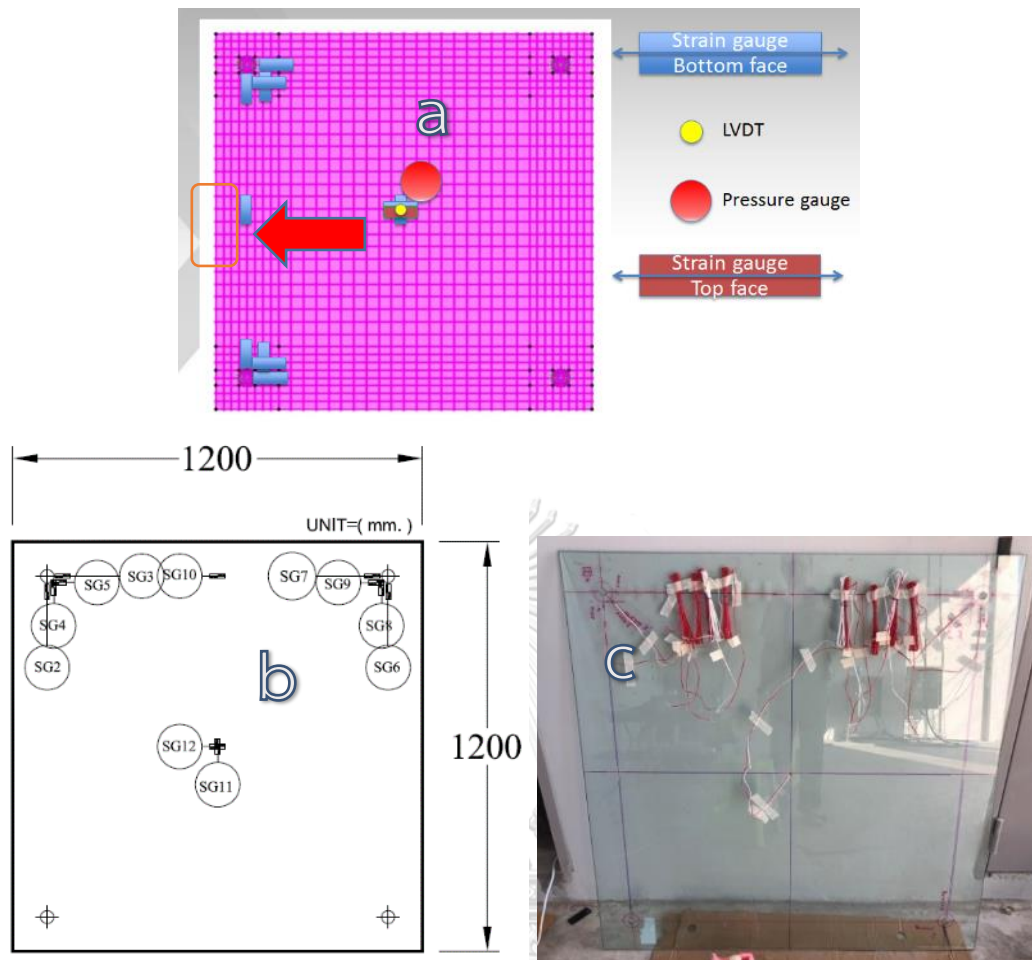 Strain gauge
Bottom face
a
LVDT
Pressure gauge
Strain gauge
Top face
1200
UNIT=( mm. )
SG5
SG3
SG10
SG7
SG9
SG4
SG8
SG2
SG6
b
SG12
SG11
1200
c